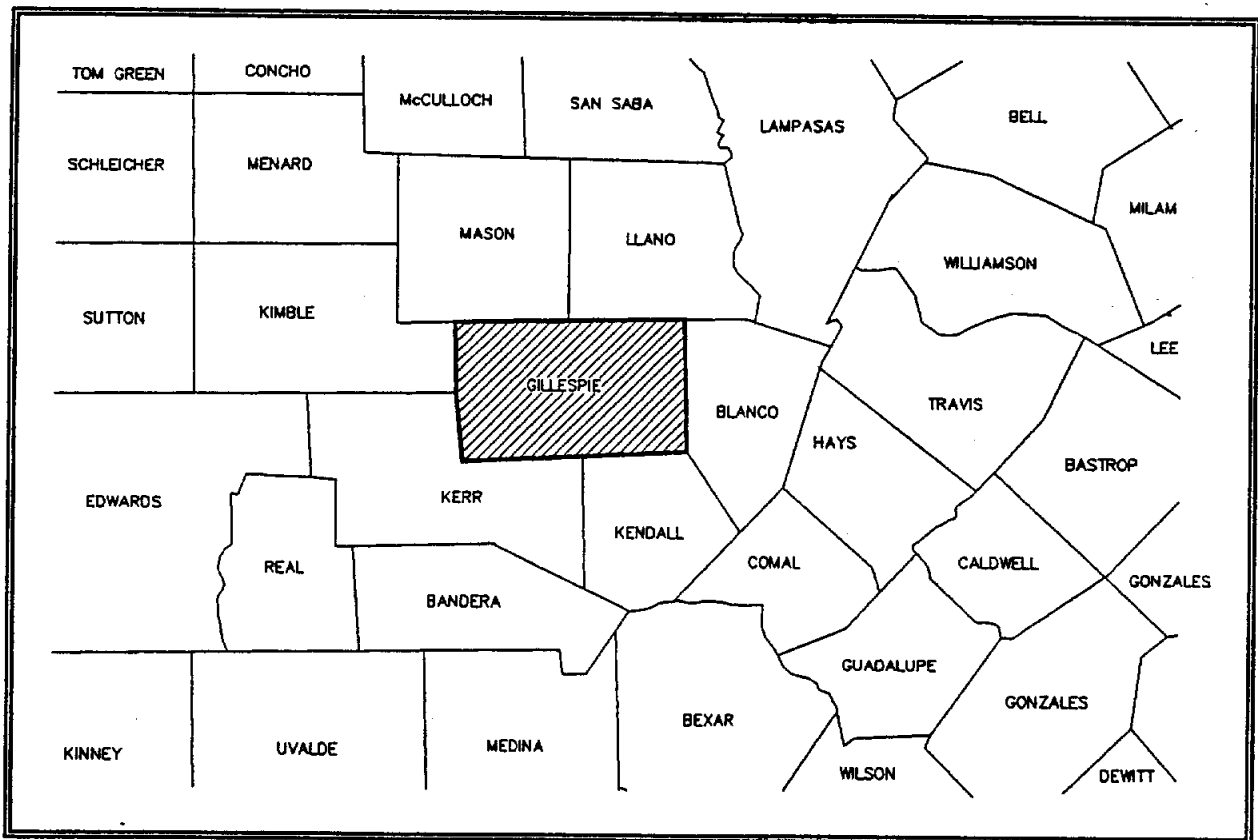 TOM GREEN
CONCHO
McCULLOCH
SAN SABA
LAMPASAS
BELL
SCHLEICHER
MENARD
MILAM
MASON
LLANO
WILLIAMSON
SUTTON
KIMBLE
LEE
GILLESPIE
BLANCO
TRAVIS
HAYS
BASTROP
EDWARDS
KERR
KENDALL
REAL
COMAL
CALDWELL
GONZALES
BANDERA
GUADALUPE
GONZALES
BEXAR
KINNEY
UVALDE
MEDINA
WILSON
DEWITT